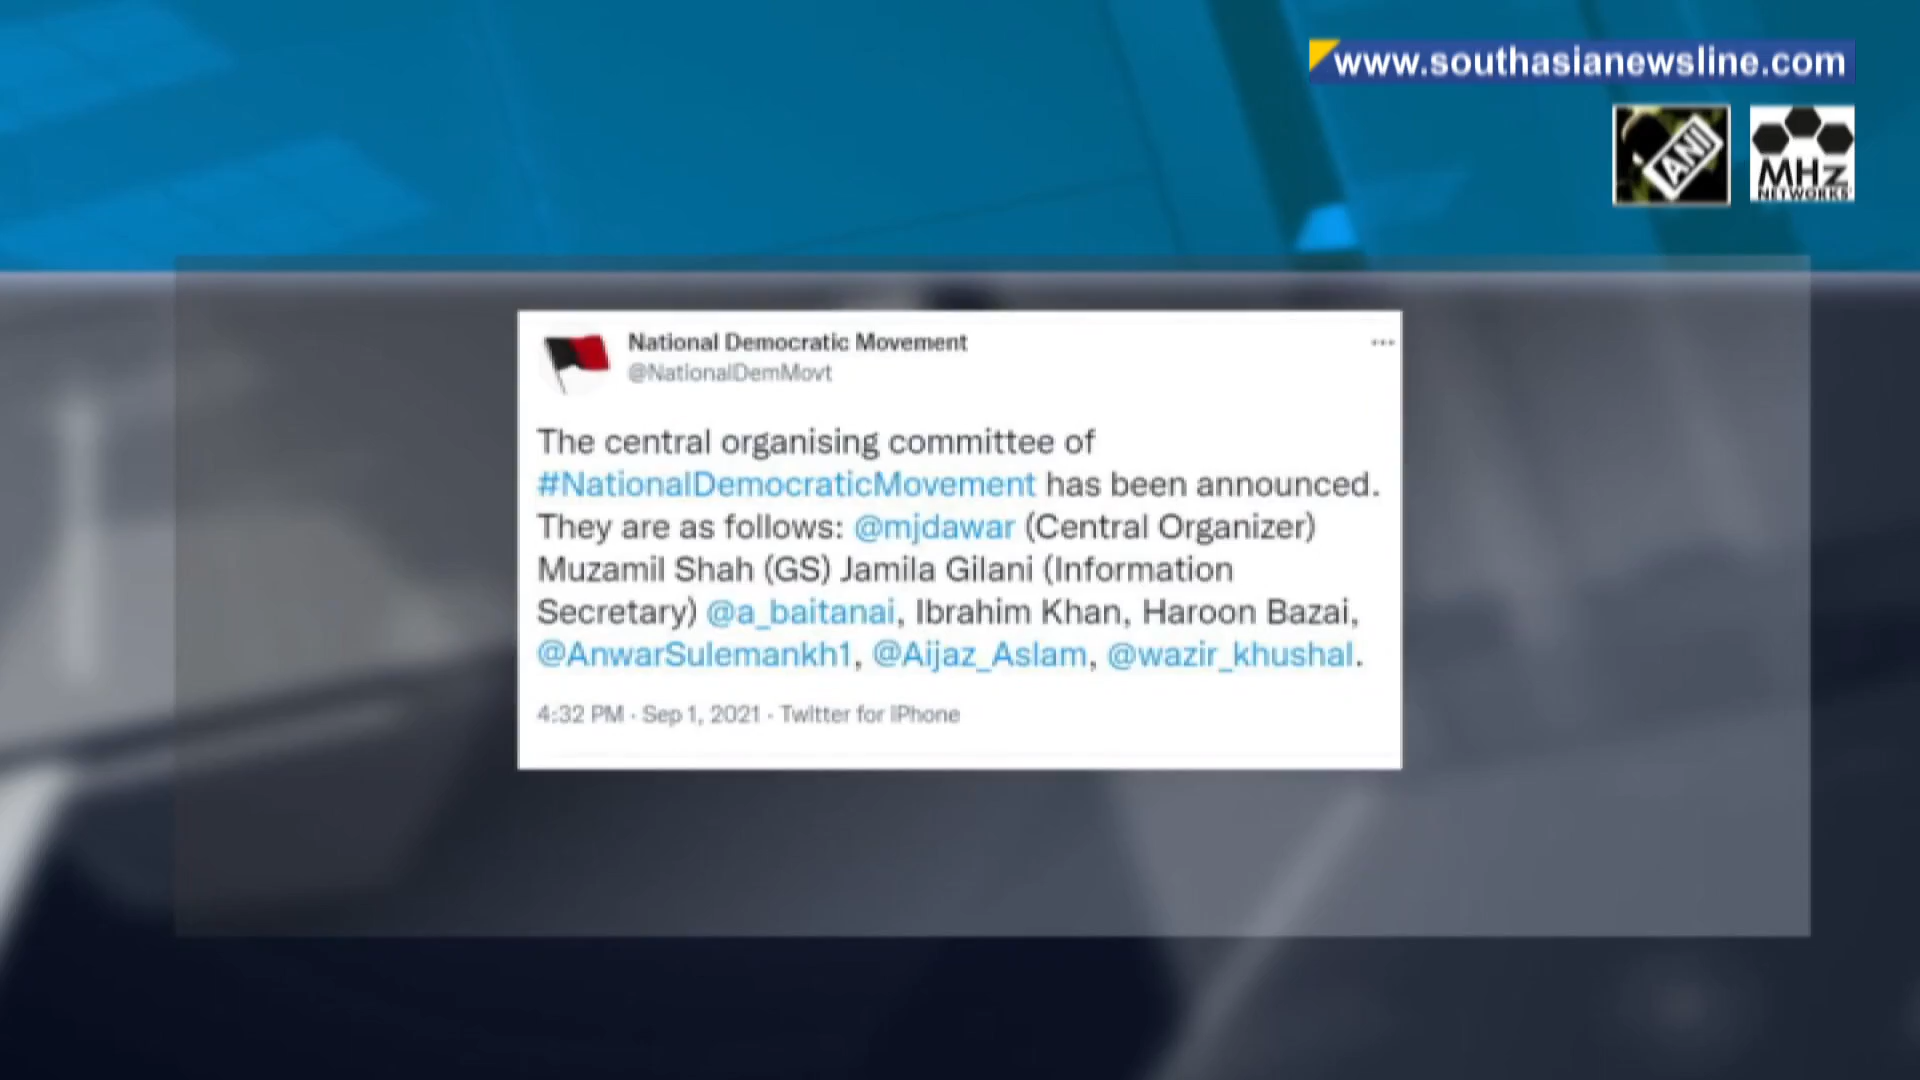 www.southasianewsline.com
ANI
MHz
NETWORKS
National Democratic Movement
@NationalDemMovt
The central organising committee of
#NationalDemocraticMovement has been announced.
They are as follows: @mjdawar (Central Organizer)
Muzamil Shah (GS) Jamila Gilani (Information
Secretary) @a_baitanai, Ibrahim Khan, Haroon Bazai,
@AnwarSulemankh1, @Aijaz_Aslam, @wazir_khushal.
4:32 PM · Sep 1, 2021 · Twitter for iPhone